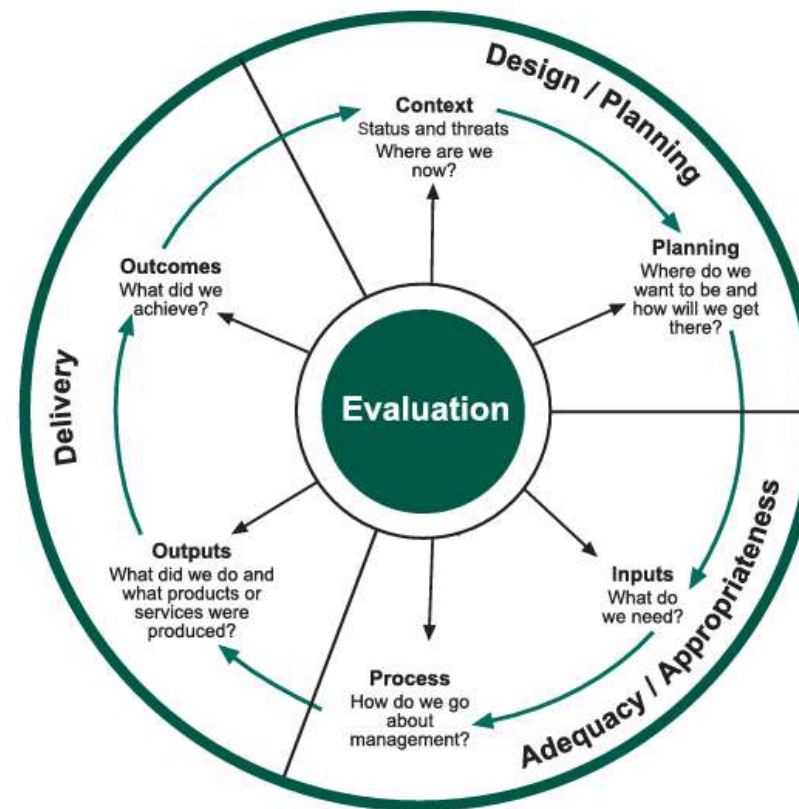 Design / Planning
Context
Status and threats
Where are we
now?
Planning
Where do we
want to be and
how will we get
there?
Outcomes
What did we
achieve?
Delivery
Evaluation
Outputs
What did we do and
what products or
services were
produced?
Inputs
What do
we need?
Process
How do we go
about
management?
Adequacy / Appropriateness